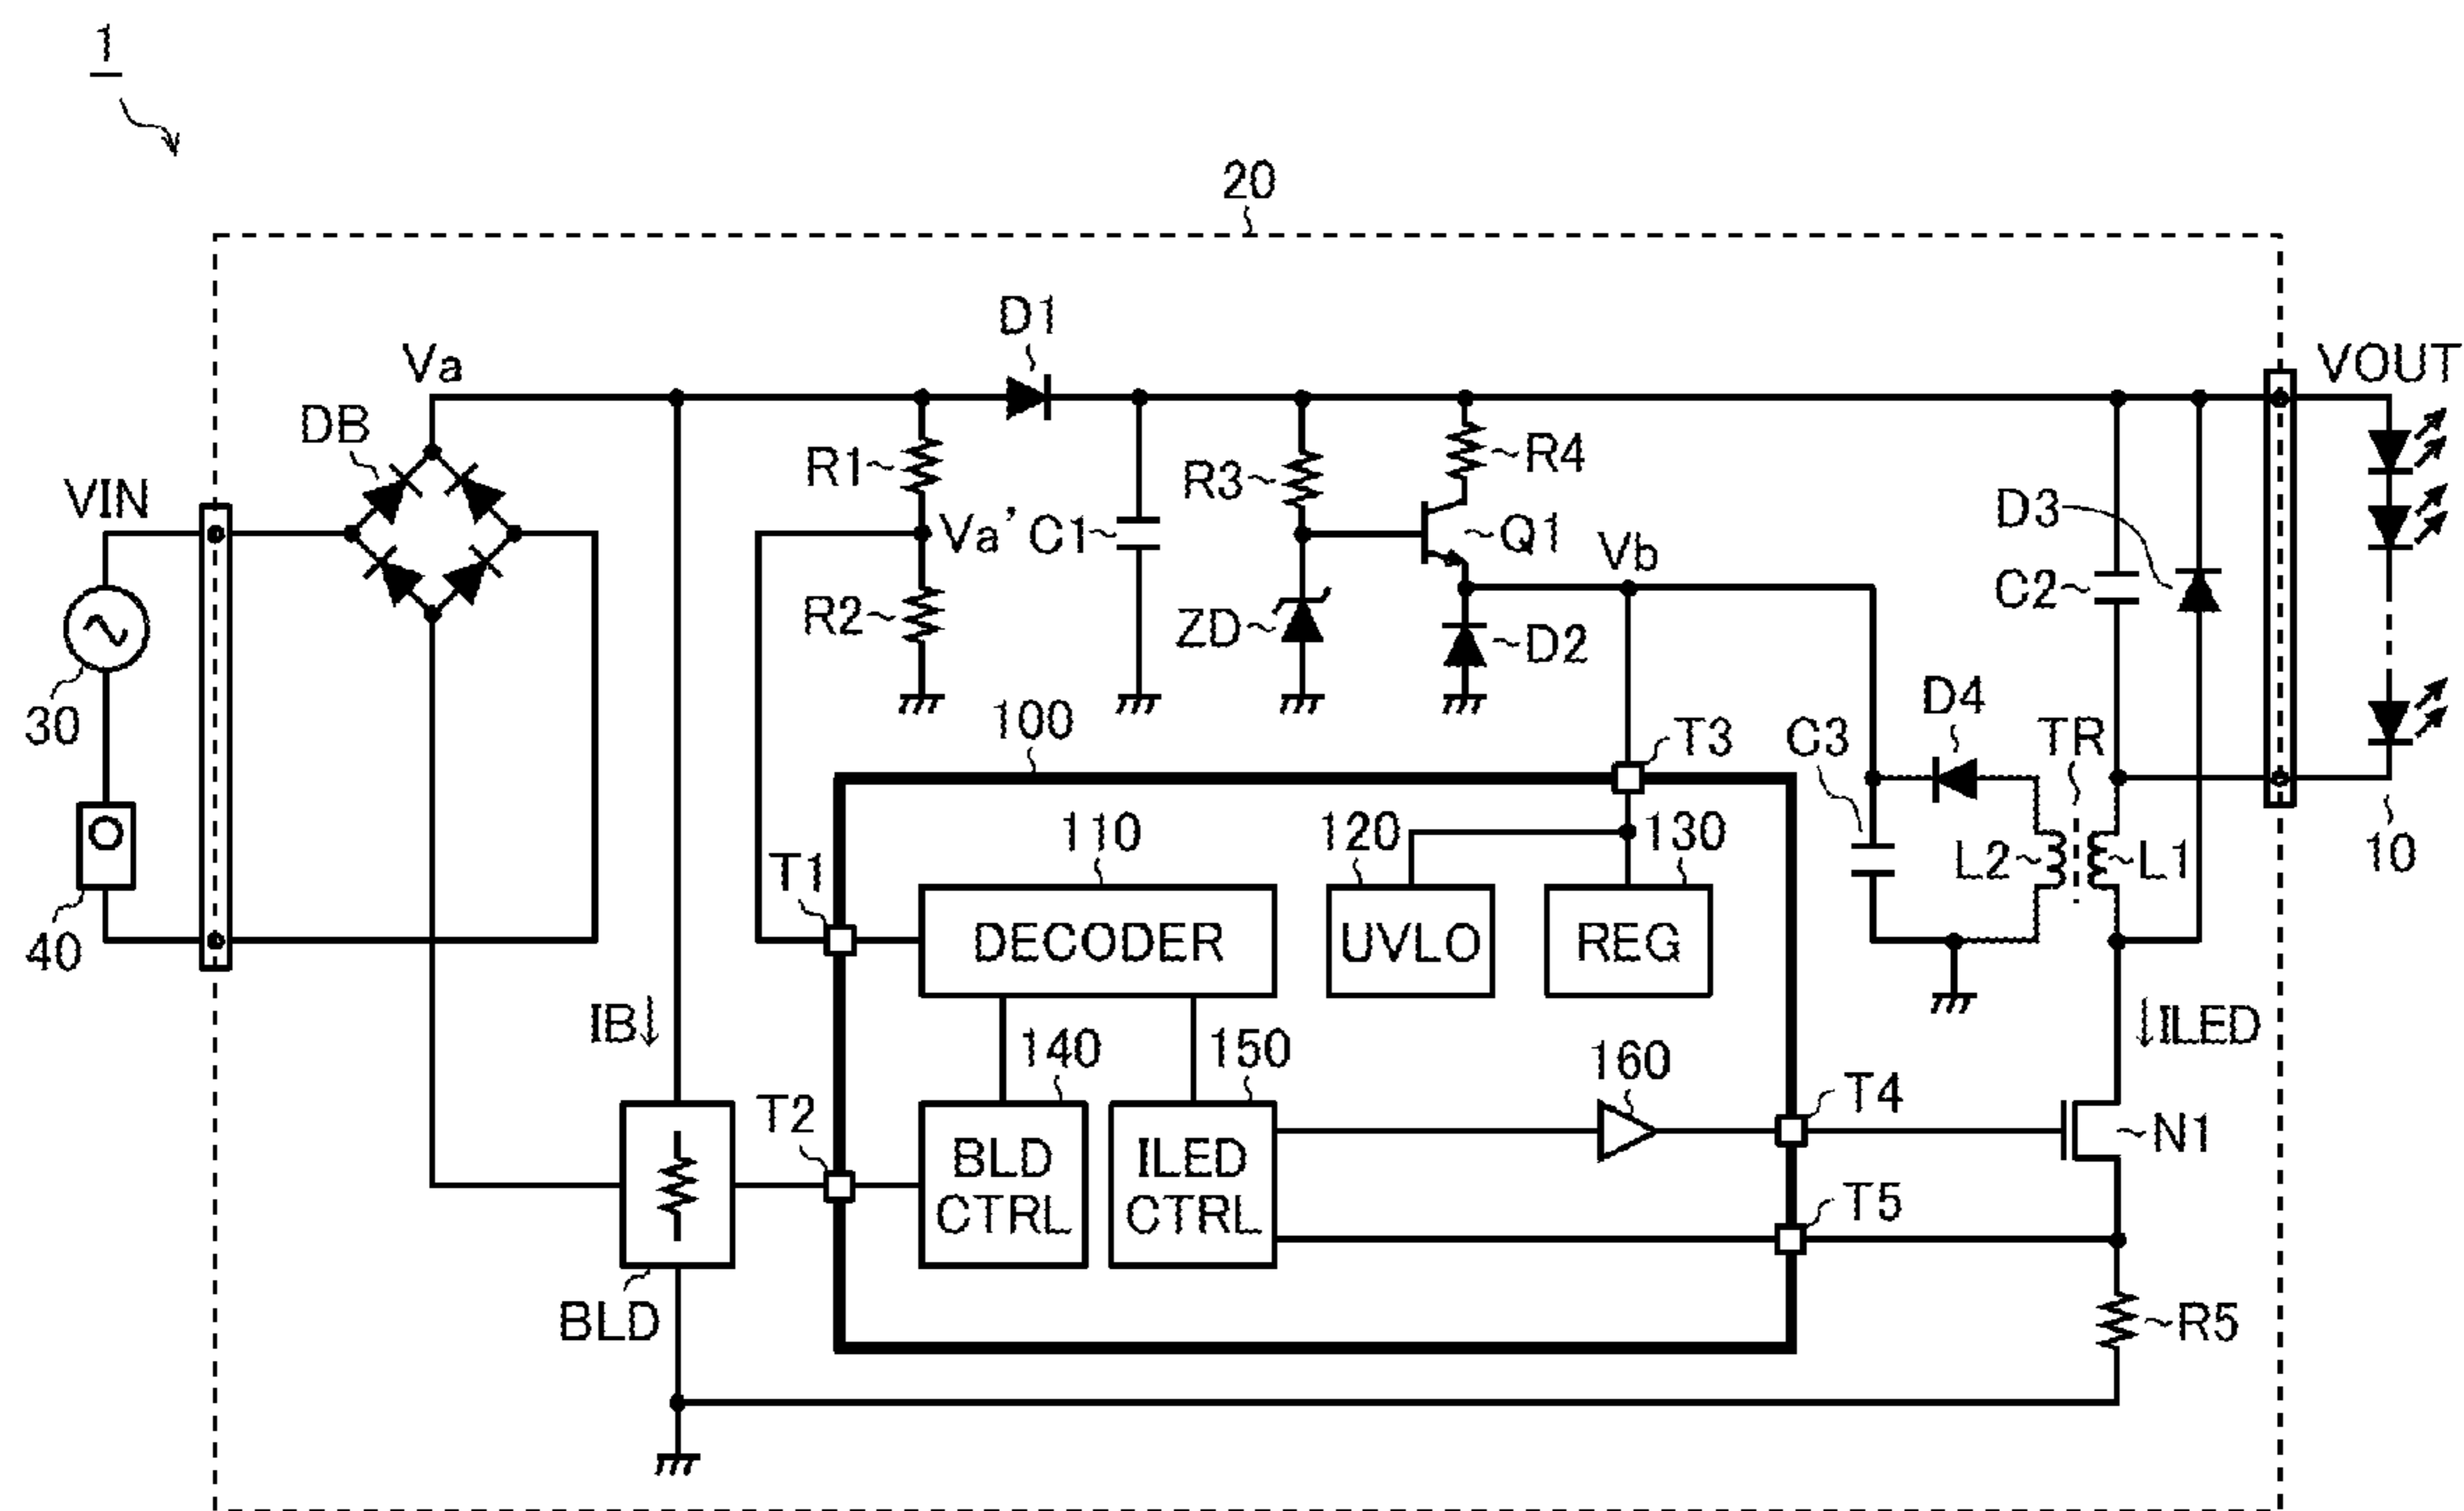 1
20
D1
Va
VOUT
DB
R1
R3
R4
VIN
D3
Va'
C1
Q1
Vb
C2
R2
ZD
D2
30
100
T3
C3
D4
TR
110
120
130
T1
L2
L1
10
40
DECODER
UVLO
REG
IB↓
140
150
160
↓ILED
T2
T4
BLD
CTRL
ILED
CTRL
N1
T5
BLD
R5